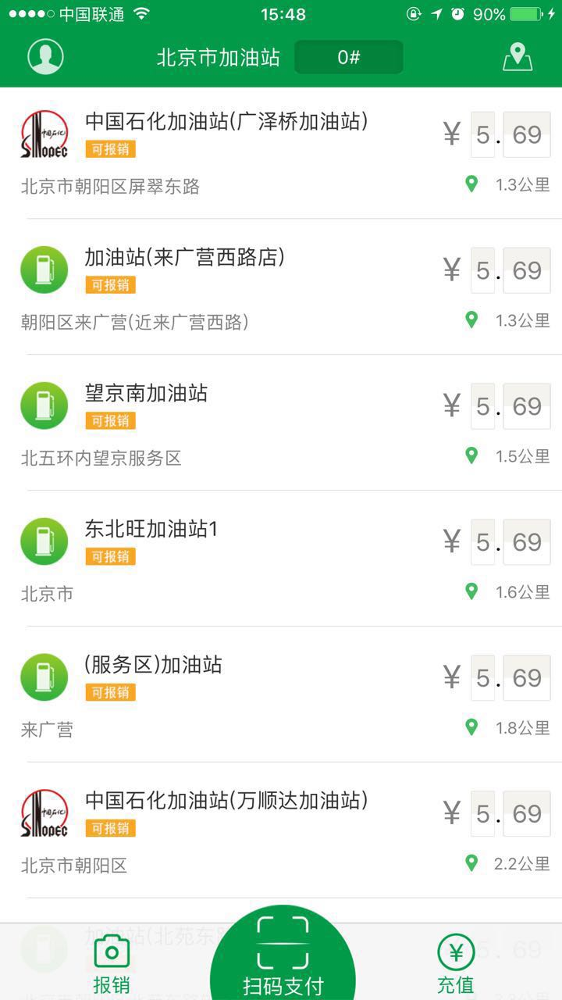 中国联通 15:48 90%
北京市加油站 0#
中国石化加油站(广泽桥加油站) ¥ 5.69
中国石化
SINOPEC
可报销
北京市朝阳区屏翠东路 1.3公里
加油站(来广营西路店) ¥ 5.69
可报销
朝阳区来广营(近来广营西路) 1.3公里
望京南加油站 ¥ 5.69
可报销
北五环内望京服务区 1.5公里
东北旺加油站1 ¥ 5.69
可报销
北京市 1.6公里
(服务区)加油站 ¥ 5.69
可报销
来广营 1.8公里
中国石化加油站(万顺达加油站) ¥ 5.69
中国石化
SINOPEC
可报销
北京市朝阳区 2.2公里
加油站(北苑东
报销 扫码支付 ¥ 充值